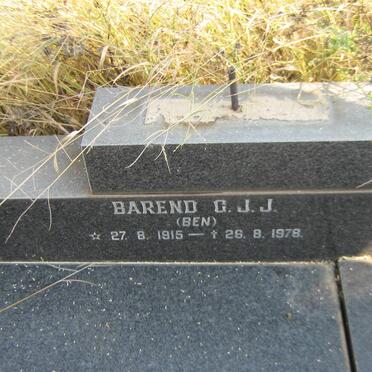 BAREND G.J.J.
(BEN)
☆ 27. 8. 1915 — † 26. 8. 1978.